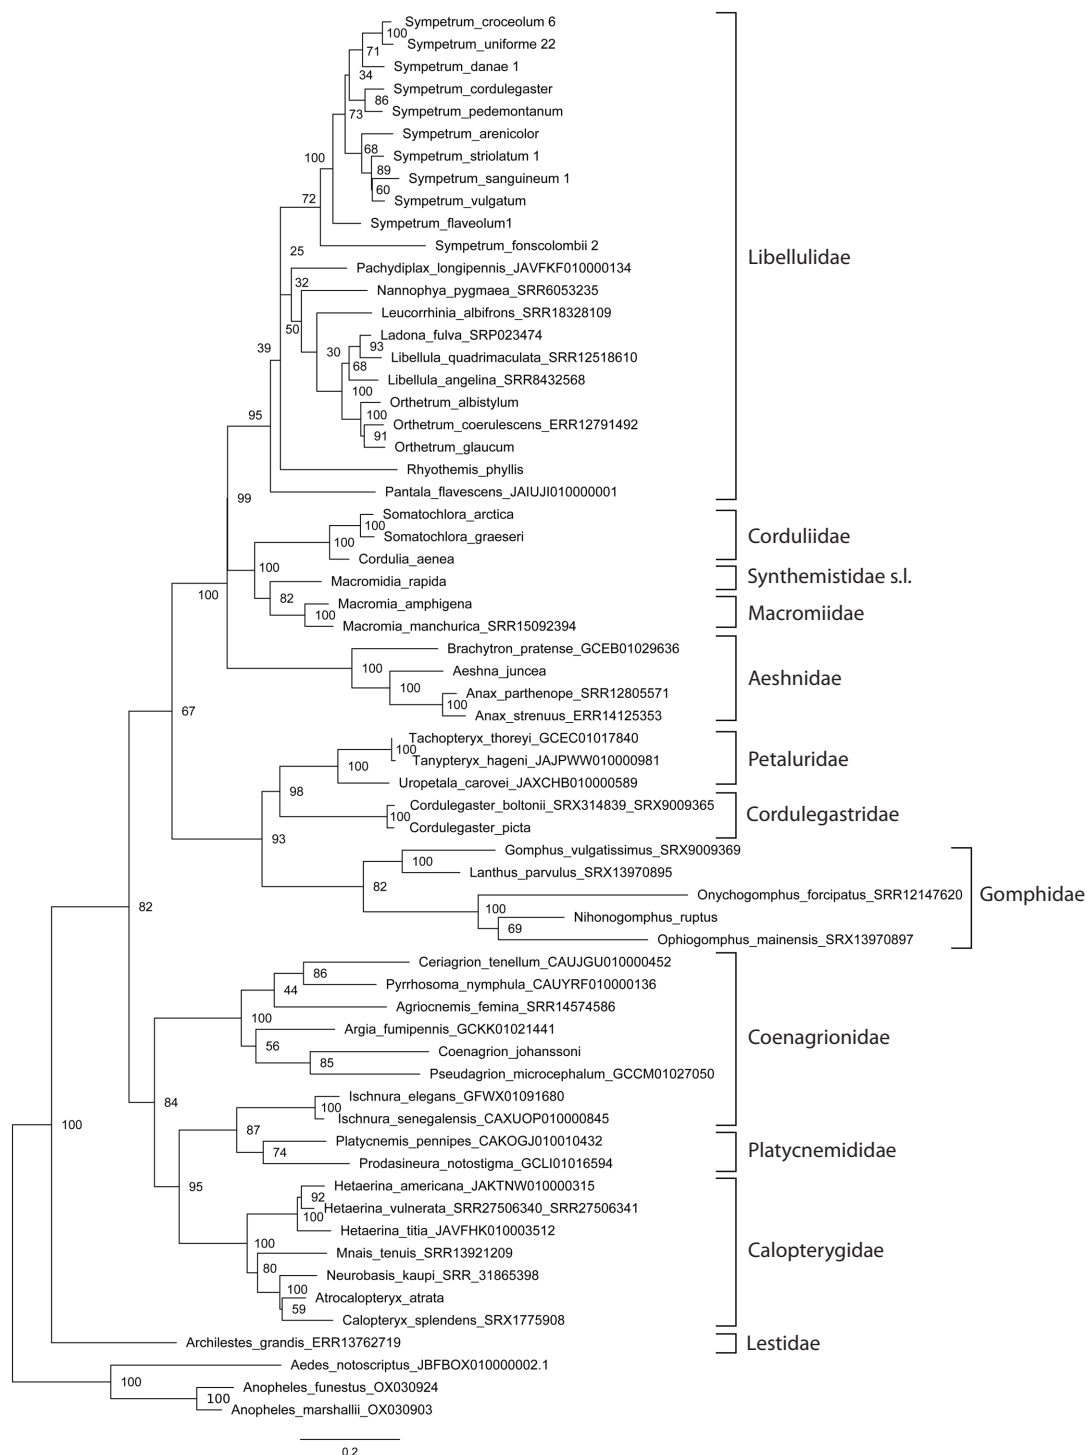 Sympetrum_croceolum 6
100
Sympetrum_uniforme 22
71
Sympetrum_danae 1
34
Sympetrum_cordulegaster
86
Sympetrum_pedemontanum
73
Sympetrum_arenicolor
68
Sympetrum_striolatum 1
100
89
Sympetrum_sanguineum 1
60
Sympetrum_vulgatum
72
Sympetrum_flaveolum1
Sympetrum_fonscolombii 2
25
Libellulidae
Pachydiplax_longipennis_JAVFKF010000134
32
Nannophya_pygmaea_SRR6053235
Leucorrhinia_albifrons_SRR18328109
50
Ladona_fulva_SRP023474
93
39
30
Libellula_quadrimaculata_SRR12518610
68
Libellula_angelina_SRR8432568
100
Orthetrum_albistylum
100
95
Orthetrum_coerulescens_ERR12791492
91
Orthetrum_glaucum
Rhyothemis_phyllis
Pantala_flavescens_JAIUJI010000001
99
Somatochlora_arctica
100
Somatochlora_graeseri
Corduliidae
100
Cordulia_aenea
100
Macromidia_rapida
Synthemistidae s.l.
100
82
Macromia_amphigena
100
Macromiidae
Macromia_manchurica_SRR15092394
Brachytron_pratense_GCEB01029636
100
Aeshna_juncea
Aeshnidae
100
Anax_parthenope_SRR12805571
100
67
Anax_strenuus_ERR14125353
Tachopteryx_thoreyi_GCEC01017840
100
Tanypteryx_hageni_JAJPWW010000981
Petaluridae
100
Uropetala_carovei_JAXCHB010000589
98
Cordulegaster_boltonii_SRX314839_SRX9009365
100
Cordulegastridae
Cordulegaster_picta
93
Gomphus_vulgatissimus_SRX9009369
100
Lanthus_parvulus_SRX13970895
82
Onychogomphus_forcipatus_SRR12147620
Gomphidae
82
100
Nihonogomphus_ruptus
69
Ophiogomphus_mainensis_SRX13970897
Ceriagrion_tenellum_CAUJGU010000452
86
Pyrrhosoma_nymphula_CAUYRF010000136
44
Agriocnemis_femina_SRR14574586
100
Argia_fumipennis_GCKK01021441
Coenagrionidae
56
Coenagrion_johanssoni
85
Pseudagrion_microcephalum_GCCM01027050
Ischnura_elegans_GFWX01091680
84
100
Ischnura_senegalensis_CAXUOP010000845
100
87
Platycnemis_pennipes_CAKOGJ010010432
74
Platycnemididae
Prodasineura_notostigma_GCLI01016594
95
Hetaerina_americana_JAKTNW010000315
92
Hetaerina_vulnerata_SRR27506340_SRR27506341
100
Hetaerina_titia_JAVFHK010003512
100
Mnais_tenuis_SRR13921209
Calopterygidae
80
Neurobasis_kaupi_SRR_31865398
100
Atrocalopteryx_atrata
59
Calopteryx_splendens_SRX1775908
Archilestes_grandis_ERR13762719
Lestidae
Aedes_notoscriptus_JBFBOX010000002.1
100
Anopheles_funestus_OX030924
100
Anopheles_marshallii_OX030903
0.2